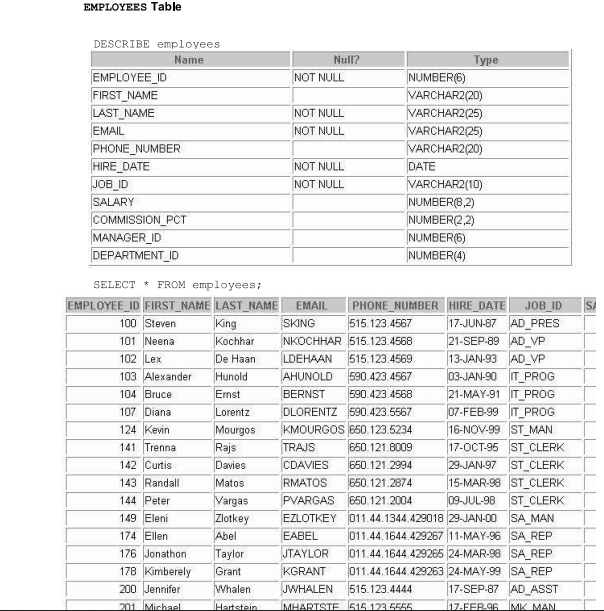 EMPLOYEES Table
DESCRIBE employees
Name Null? Type
EMPLOYEE_ID NOT NULL NUMBER(6)
FIRST_NAME VARCHAR2(20)
LAST_NAME NOT NULL VARCHAR2(25)
EMAIL NOT NULL VARCHAR2(25)
PHONE_NUMBER VARCHAR2(20)
HIRE_DATE NOT NULL DATE
JOB_ID NOT NULL VARCHAR2(10)
SALARY NUMBER(8,2)
COMMISSION_PCT NUMBER(2,2)
MANAGER_ID NUMBER(6)
DEPARTMENT_ID NUMBER(4)
SELECT * FROM employees;
EMPLOYEE_ID FIRST_NAME LAST_NAME EMAIL PHONE_NUMBER HIRE_DATE JOB_ID SA
100 Steven King SKING 515.123.4567 17-JUN-87 AD_PRES
101 Neena Kochhar NKOCHHAR 515.123.4568 21-SEP-89 AD_VP
102 Lex De Haan LDEHAAN 515.123.4569 13-JAN-93 AD_VP
103 Alexander Hunold AHUNOLD 590.423.4567 03-JAN-90 IT_PROG
104 Bruce Ernst BERNST 590.423.4568 21-MAY-91 IT_PROG
107 Diana Lorentz DLORENTZ 590.423.5567 07-FEB-99 IT_PROG
124 Kevin Mourgos KMOURGOS 650.123.5234 16-NOV-99 ST_MAN
141 Trenna Rajs TRAJS 650.121.8009 17-OCT-95 ST_CLERK
142 Curtis Davies CDAVIES 650.121.2994 29-JAN-97 ST_CLERK
143 Randall Matos RMATOS 650.121.2874 15-MAR-98 ST_CLERK
144 Peter Vargas PVARGAS 650.121.2004 09-JUL-98 ST_CLERK
149 Eleni Zlotkey EZLOTKEY 011.44.1344.429018 29-JAN-00 SA_MAN
174 Ellen Abel EABEL 011.44.1644.429267 11-MAY-96 SA_REP
176 Jonathon Taylor JTAYLOR 011.44.1644.429265 24-MAR-98 SA_REP
178 Kimberely Grant KGRANT 011.44.1644.429263 24-MAY-99 SA_REP
200 Jennifer Whalen JWHALEN 515.123.4444 17-SEP-87 AD_ASST
201 Michael Hartstein MHARTSTE 515.123.5555 17-FEB-96 MK_MAN